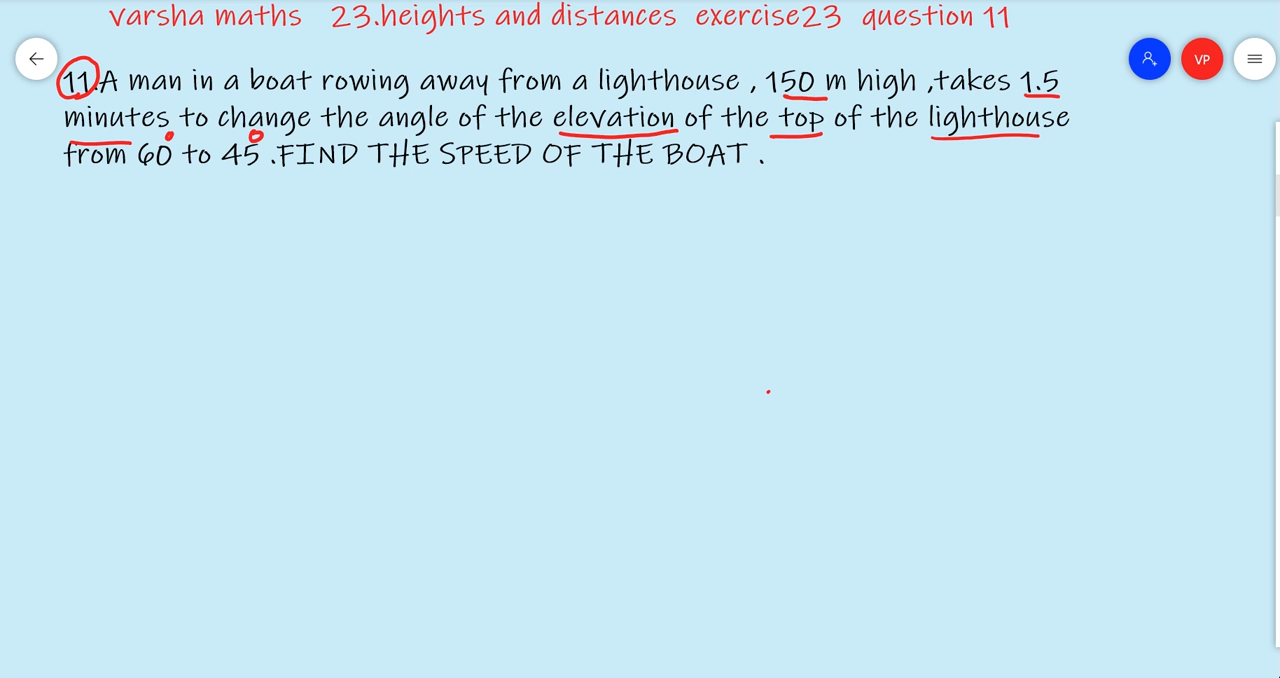 varsha maths 23.heights and distances exercise23 question 11
VP
11.A man in a boat rowing away from a lighthouse , 150 m high ,takes 1.5
minutes to change the angle of the elevation of the top of the lighthouse
from 60° to 45° .FIND THE SPEED OF THE BOAT .